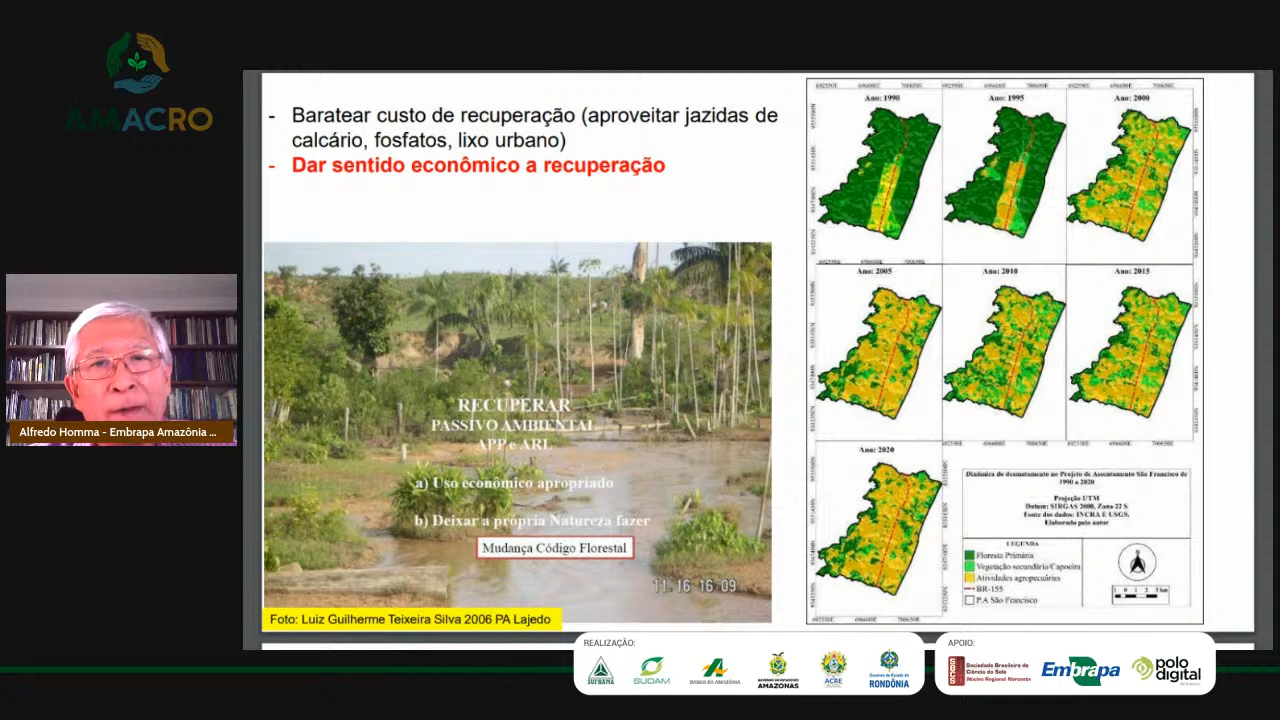 AMACRO
- Baratear custo de recuperação (aproveitar jazidas de
calcário, fosfatos, lixo urbano)
- Dar sentido econômico a recuperação
RECUPERAR
PASSIVO AMBIENTAL
APP e ARL
a) Uso econômico apropriado
b) Deixar a própria Natureza fazer
Mudança Código Florestal
16:09
Foto: Luiz Guilherme Teixeira Silva 2006 PA Lajedo
Ano: 1990
Ano: 1995
Ano: 2000
Ano: 2005
Ano: 2010
Ano: 2015
Ano: 2020
Dinâmica do desmatamento no Projeto de Assentamento São Francisco de
1990 a 2020
Projeção UTM
Datum: SIRGAS 2000, Zona 22 S
Fonte dos dados: INCRA E USGS.
Elaborado pelo autor
LEGENDA
Floresta Primária
Vegetação secundária/Capoeira
Atividades agropecuárias
BR-155
P.A São Francisco
Alfredo Homma - Embrapa Amazônia ...
REALIZAÇÃO:
SUFRAMA
SUDAM
BANCO DA AMAZÔNIA
AMAZONAS
ACRE
Governo do Estado de
RONDÔNIA
APOIO:
SBCS
Sociedade Brasileira de
Ciência do Solo
Núcleo Regional Noroeste
Embrapa
polo
digital